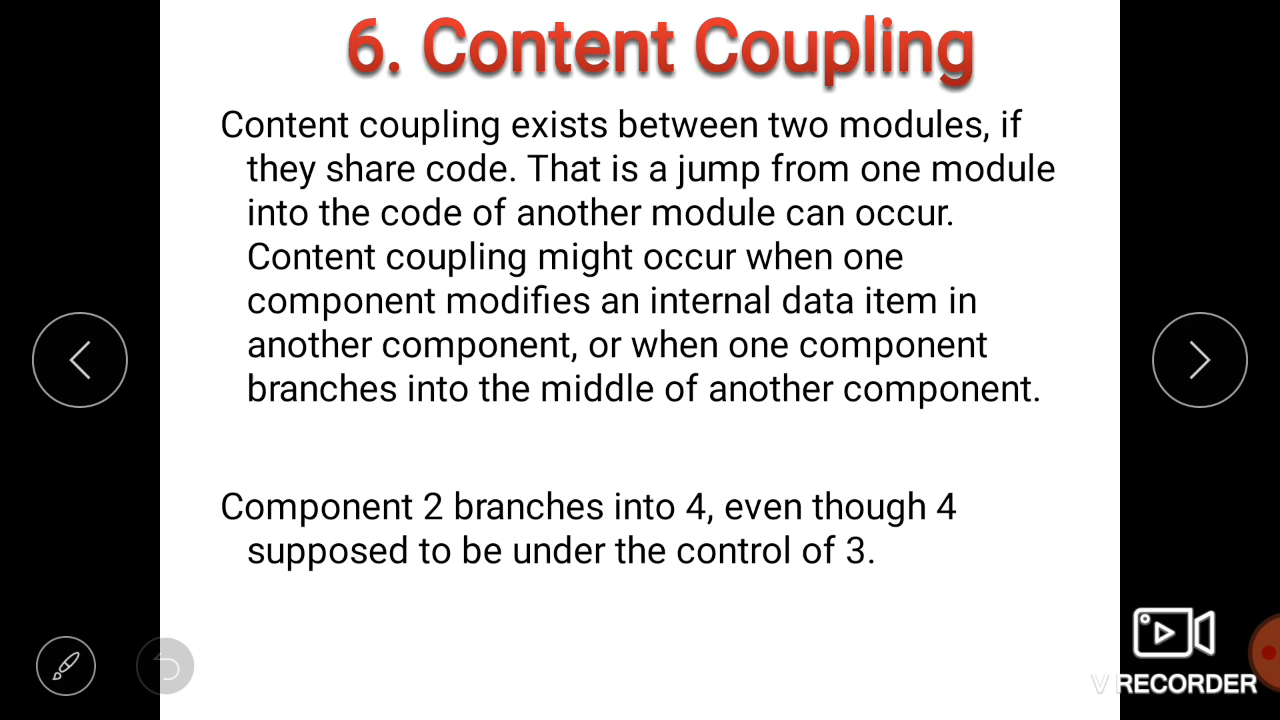 6. Content Coupling
Content coupling exists between two modules, if
they share code. That is a jump from one module
into the code of another module can occur.
Content coupling might occur when one
component modifies an internal data item in
another component, or when one component
branches into the middle of another component.
Component 2 branches into 4, even though 4
supposed to be under the control of 3.
V RECORDER